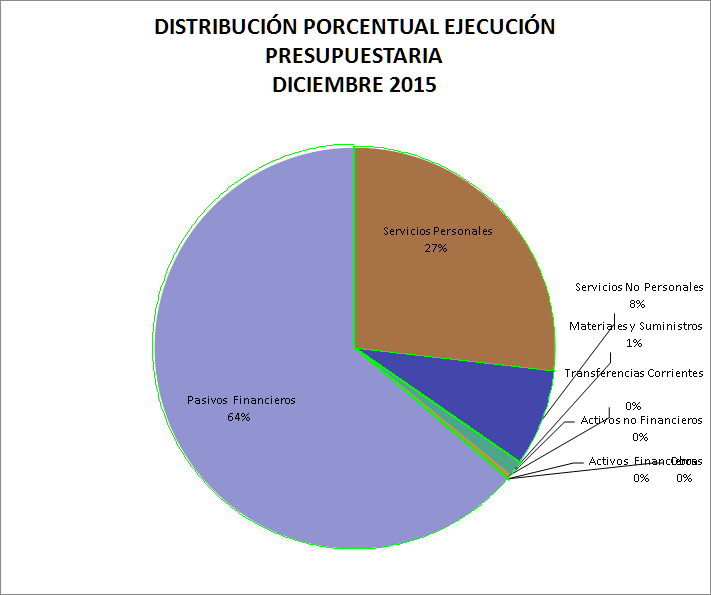 DISTRIBUCIÓN PORCENTUAL EJECUCIÓN
PRESUPUESTARIA
DICIEMBRE 2015
Servicios Personales
27%
Servicios No Personales
8%
Materiales y Suministros
1%
Transferencias Corrientes
0%
Activos no Financieros
0%
Activos Financieros
0%
Obras
0%
Pasivos Financieros
64%